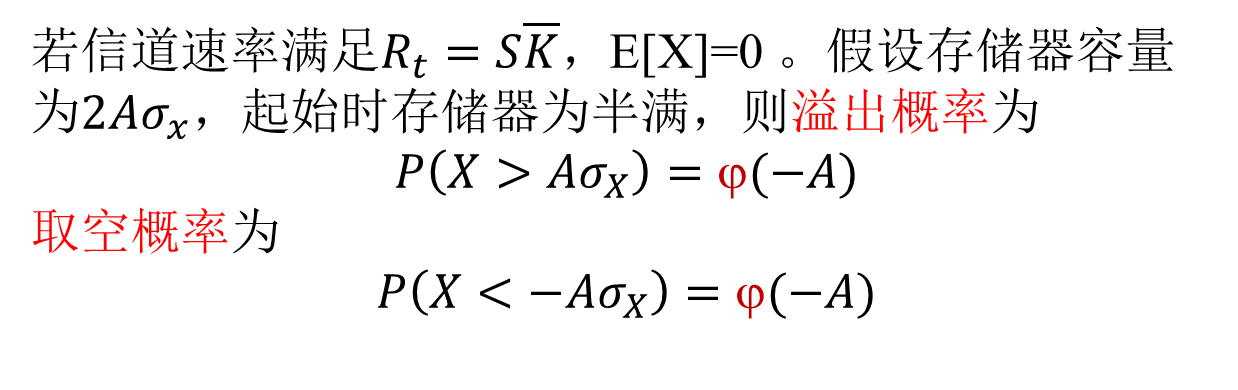 若信道速率满足$R_t = S\overline{K}$，E[X]=0 。假设存储器容量
为$2A\sigma_x$，起始时存储器为半满，则溢出概率为
$P(X > A\sigma_X) = φ(-A)$
取空概率为
$P(X < -A\sigma_X) = φ(-A)$